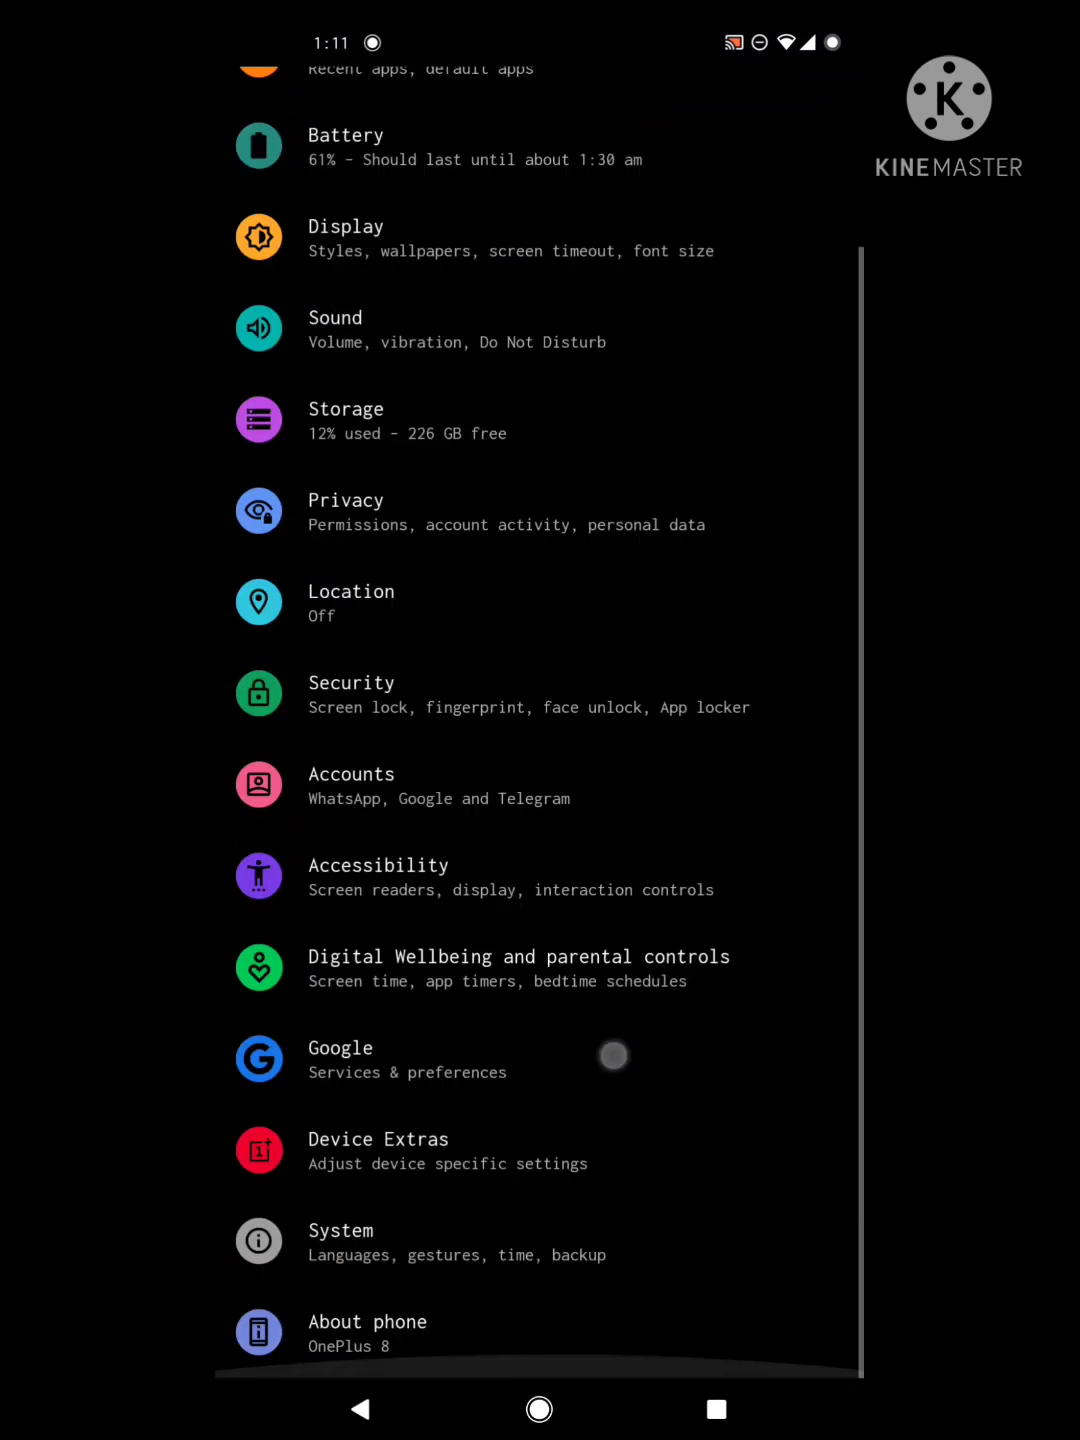 1:11
Recent apps, default apps
KINEMASTER
Battery
61% - Should last until about 1:30 am
Display
Styles, wallpapers, screen timeout, font size
Sound
Volume, vibration, Do Not Disturb
Storage
12% used - 226 GB free
Privacy
Permissions, account activity, personal data
Location
Off
Security
Screen lock, fingerprint, face unlock, App locker
Accounts
WhatsApp, Google and Telegram
Accessibility
Screen readers, display, interaction controls
Digital Wellbeing and parental controls
Screen time, app timers, bedtime schedules
Google
Services & preferences
Device Extras
Adjust device specific settings
System
Languages, gestures, time, backup
About phone
OnePlus 8